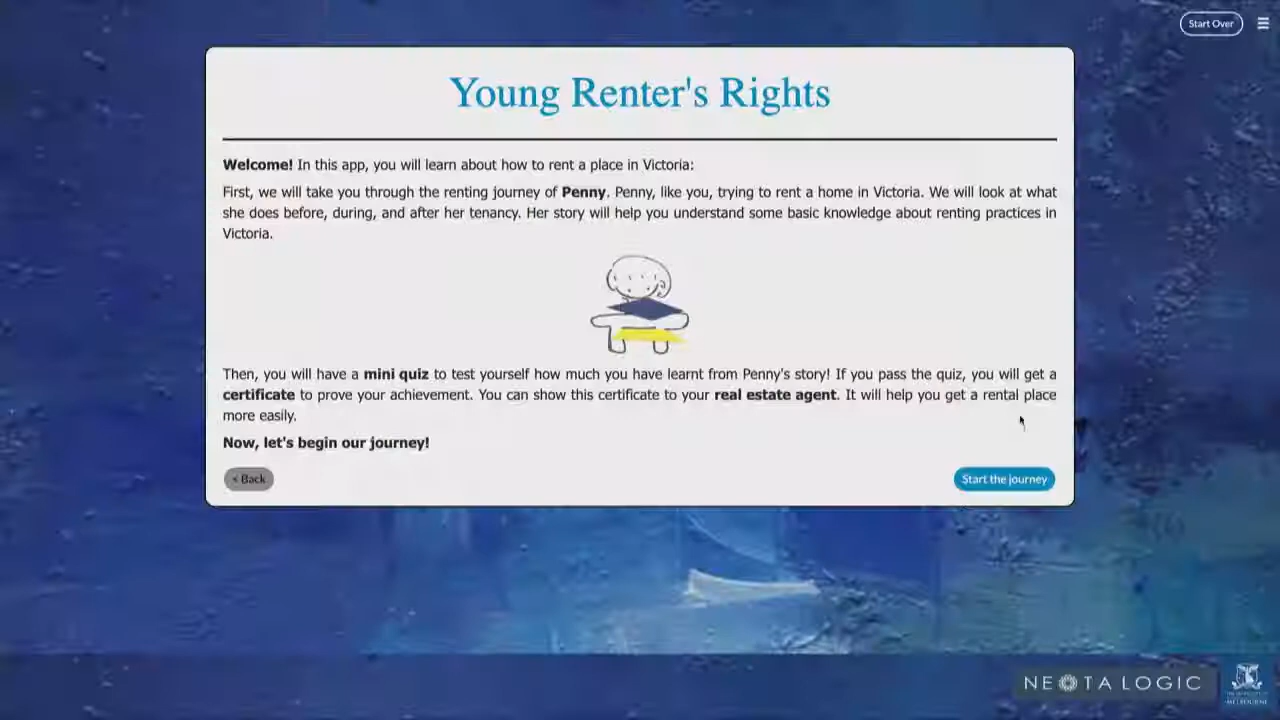 Start Over
Young Renter's Rights
Welcome! In this app, you will learn about how to rent a place in Victoria:
First, we will take you through the renting journey of Penny. Penny, like you, trying to rent a home in Victoria. We will look at what
she does before, during, and after her tenancy. Her story will help you understand some basic knowledge about renting practices in
Victoria.
Then, you will have a mini quiz to test yourself how much you have learnt from Penny's story! If you pass the quiz, you will get a
certificate to prove your achievement. You can show this certificate to your real estate agent. It will help you get a rental place
more easily.
Now, let's begin our journey!
< Back
Start the journey
NEOTA LOGIC
MELBOURNE